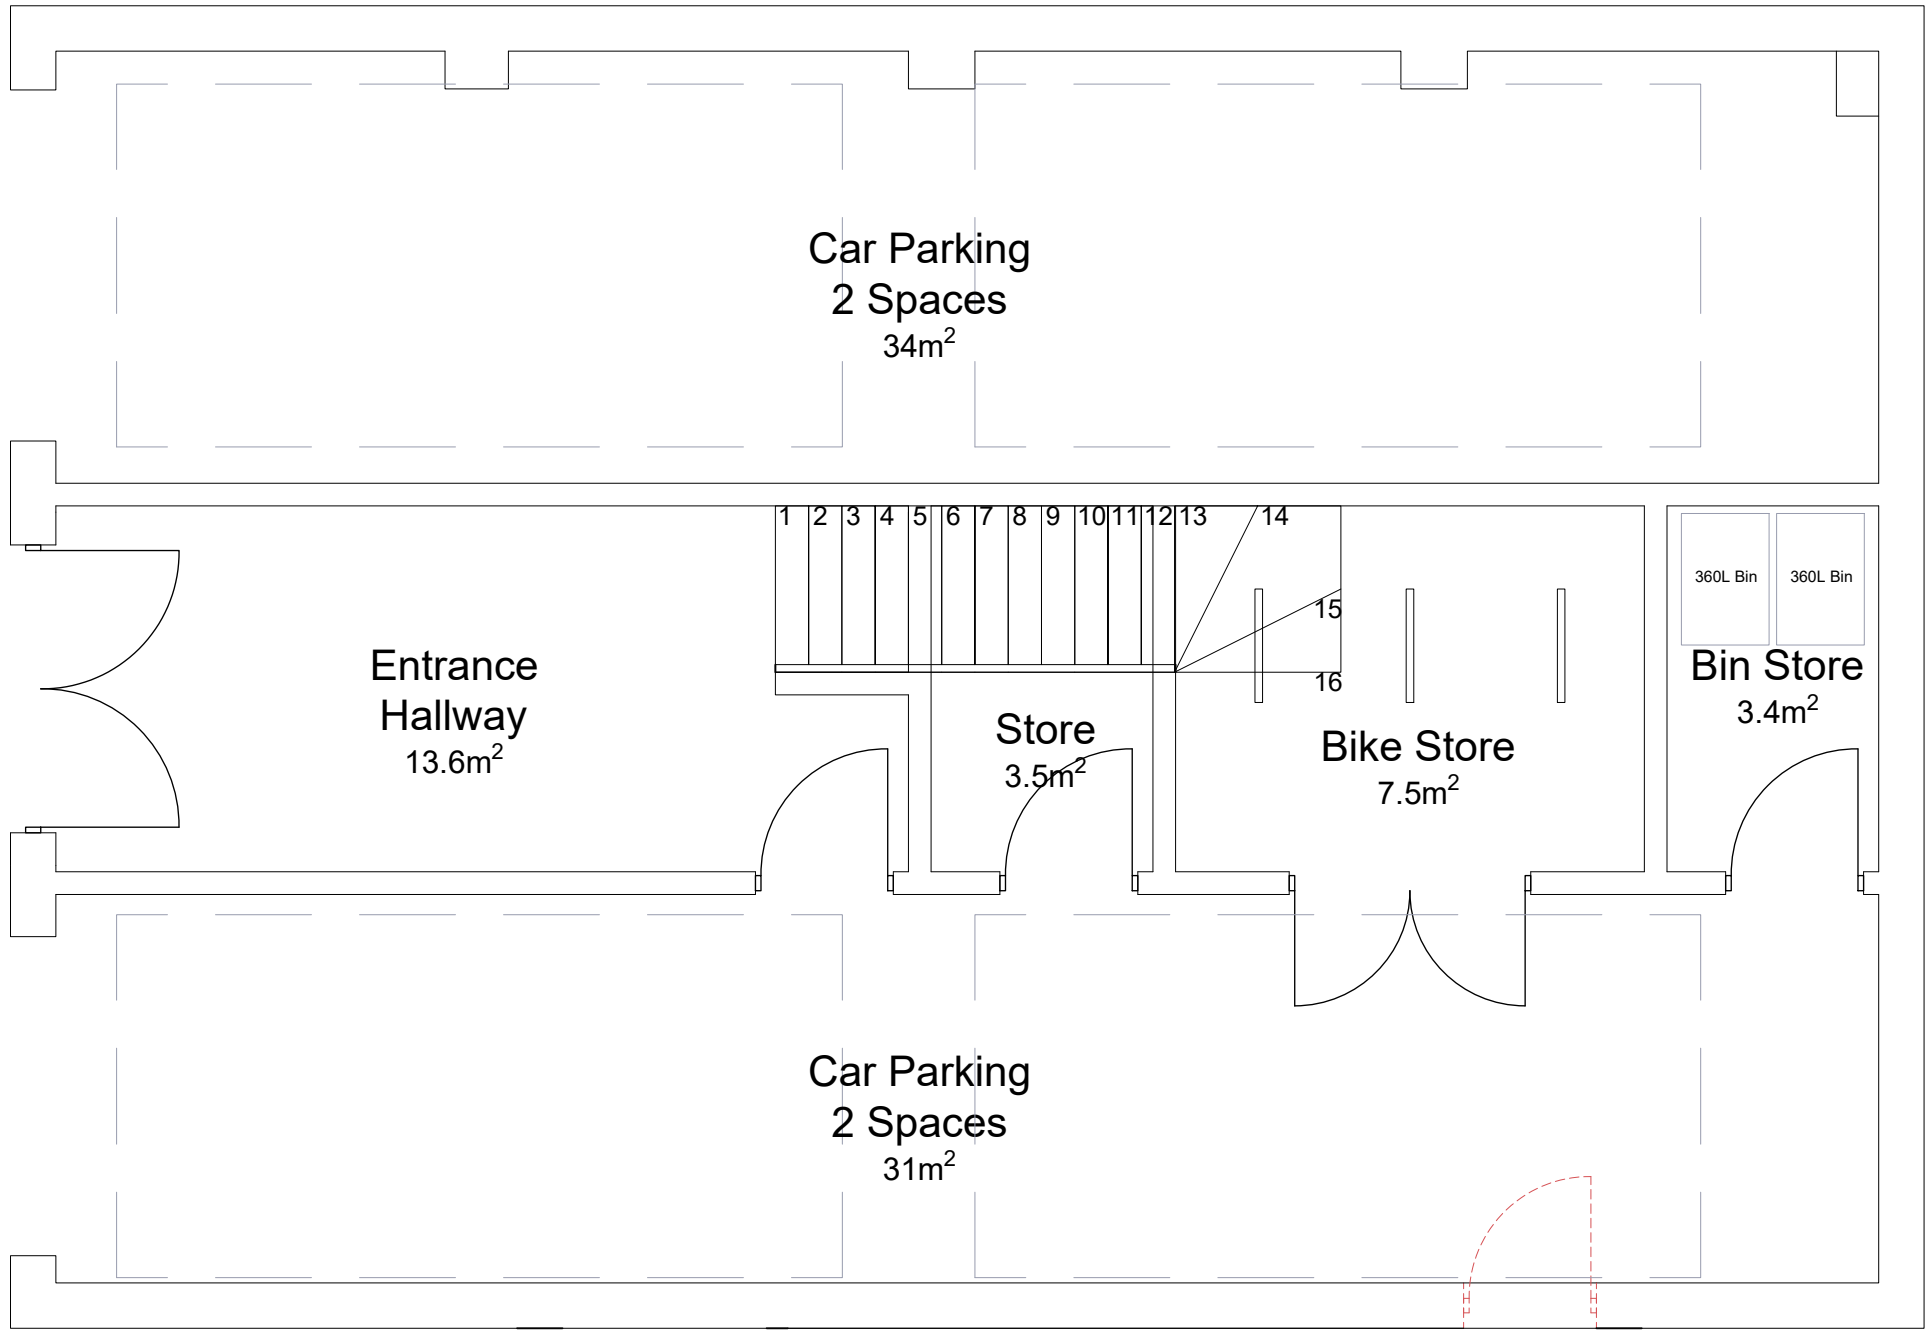 Car Parking
2 Spaces
34m²
1 2 3 4 5 6 7 8 9 10 11 12 13 14
15
16
360L Bin 360L Bin
Entrance
Hallway
13.6m²
Store
3.5m²
Bike Store
7.5m²
Bin Store
3.4m²
Car Parking
2 Spaces
31m²